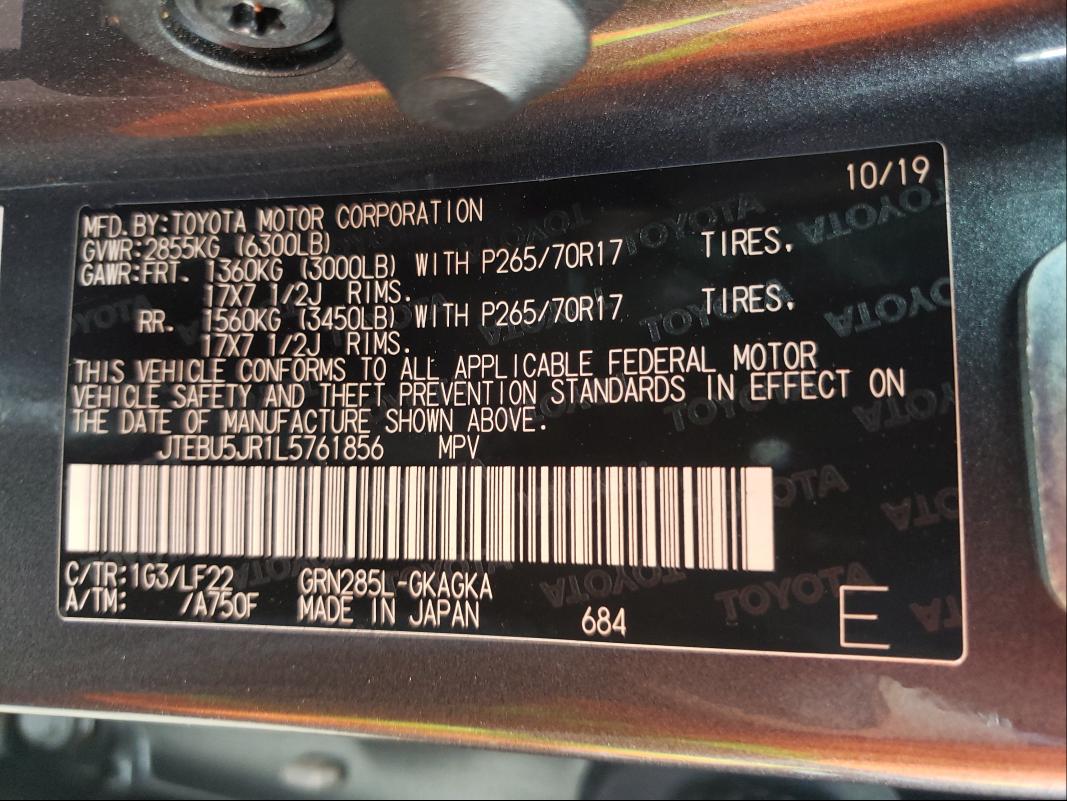 10/19
MFD.BY:TOYOTA MOTOR CORPORATION
GVWR:2855KG (6300LB)
GAWR:FRT. 1360KG (3000LB) WITH P265/70R17 TIRES.
17X7 1/2J RIMS.
RR. 1560KG (3450LB) WITH P265/70R17 TIRES.
17X7 1/2J RIMS.
THIS VEHICLE CONFORMS TO ALL APPLICABLE FEDERAL MOTOR
VEHICLE SAFETY AND THEFT PREVENTION STANDARDS IN EFFECT ON
THE DATE OF MANUFACTURE SHOWN ABOVE.
JTEBU5JR1L5761856 MPV
C/TR:1G3/LF22 GRN285L-GKAGKA
A/TM: /A750F MADE IN JAPAN 684 E